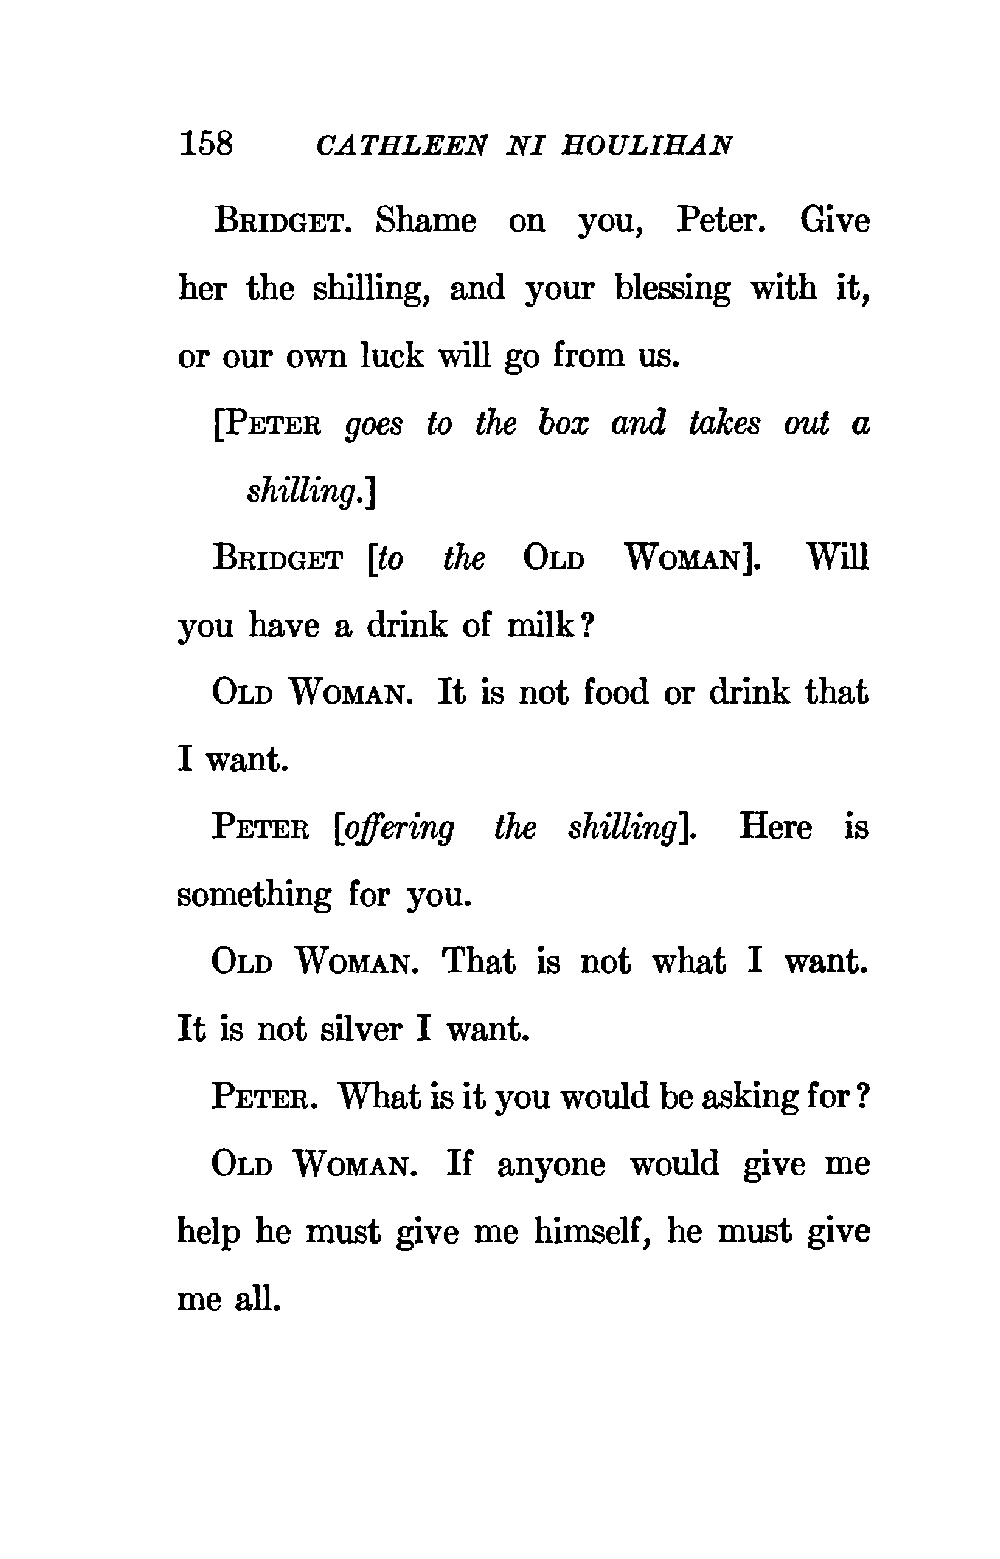 158 CATHLEEN NI HOULIHAN
BRIDGET. Shame on you, Peter. Give
her the shilling, and your blessing with it,
or our own luck will go from us.
[PETER goes to the box and takes out a
shilling.]
BRIDGET [to the OLD WOMAN]. Will
you have a drink of milk?
OLD WOMAN. It is not food or drink that
I want.
PETER [offering the shilling]. Here is
something for you.
OLD WOMAN. That is not what I want.
It is not silver I want.
PETER. What is it you would be asking for?
OLD WOMAN. If anyone would give me
help he must give me himself, he must give
me all.